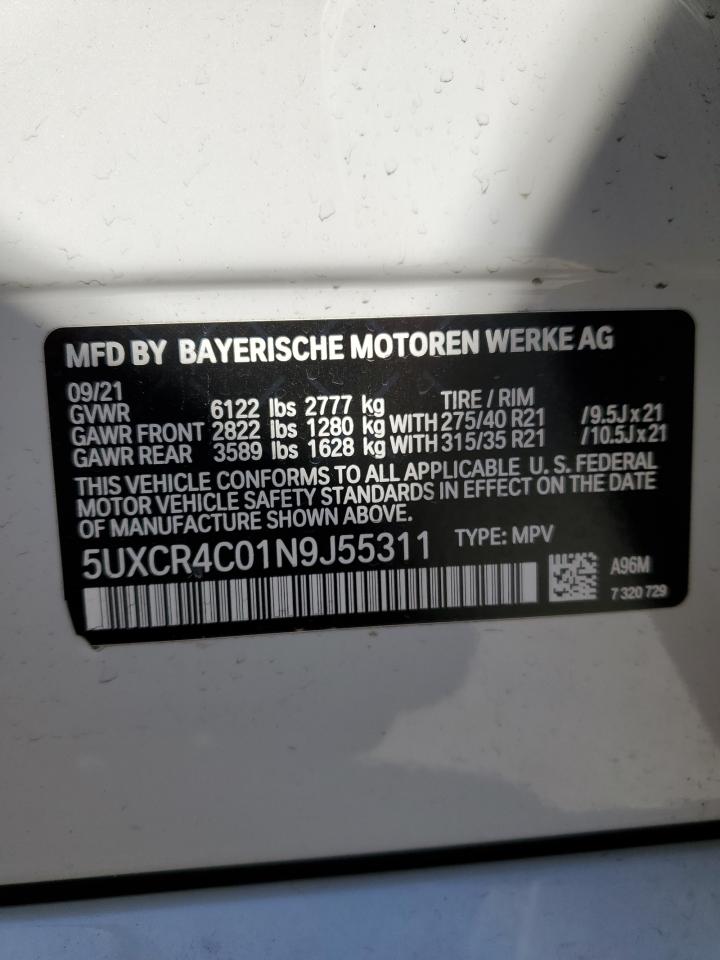 MFD BY BAYERISCHE MOTOREN WERKE AG
09/21 TIRE / RIM
GVWR 6122 lbs 2777 kg
GAWR FRONT 2822 lbs 1280 kg WITH 275/40 R21 /9.5J x 21
GAWR REAR 3589 lbs 1628 kg WITH 315/35 R21 /10.5J x 21
THIS VEHICLE CONFORMS TO ALL APPLICABLE U. S. FEDERAL
MOTOR VEHICLE SAFETY STANDARDS IN EFFECT ON THE DATE
OF MANUFACTURE SHOWN ABOVE.
5UXCR4C01N9J55311 TYPE: MPV
A96M
7 320 729